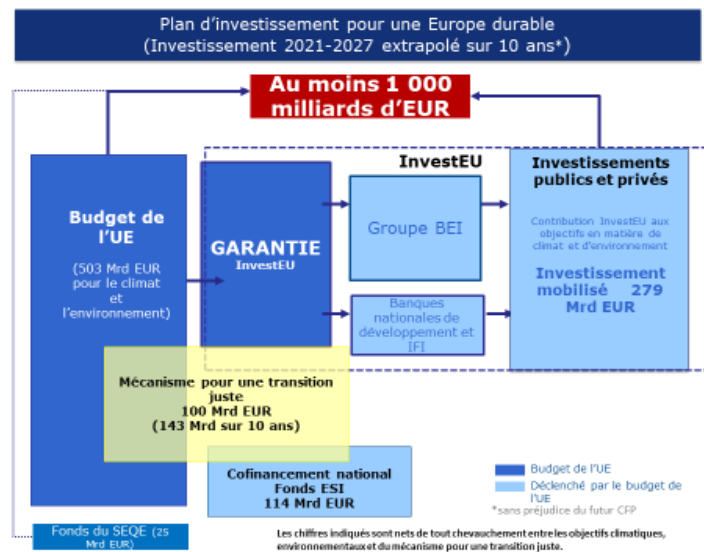 Plan d'investissement pour une Europe durable
(Investissement 2021-2027 extrapolé sur 10 ans*)
Au moins 1 000
milliards d'EUR
Budget de
l'UE
(503 Mrd EUR
pour le climat
et
l'environnement)
InvestEU
GARANTIE
InvestEU
Groupe BEI
Banques
nationales de
développement et
IFI
Investissements
publics et privés
Contribution InvestEU aux
objectifs en matière de
climat et d'environnement
Investissement
mobilisé 279
Mrd EUR
Mécanisme pour une transition
juste
100 Mrd EUR
(143 Mrd sur 10 ans)
Cofinancement national
Fonds ESI
114 Mrd EUR
Fonds du SEQE (25
Mrd EUR)
Budget de l'UE
Déclenché par le budget de
l'UE
*sans préjudice du futur CFP
Les chiffres indiqués sont nets de tout chevauchement entre les objectifs climatiques,
environnementaux et du mécanisme pour une transition juste.